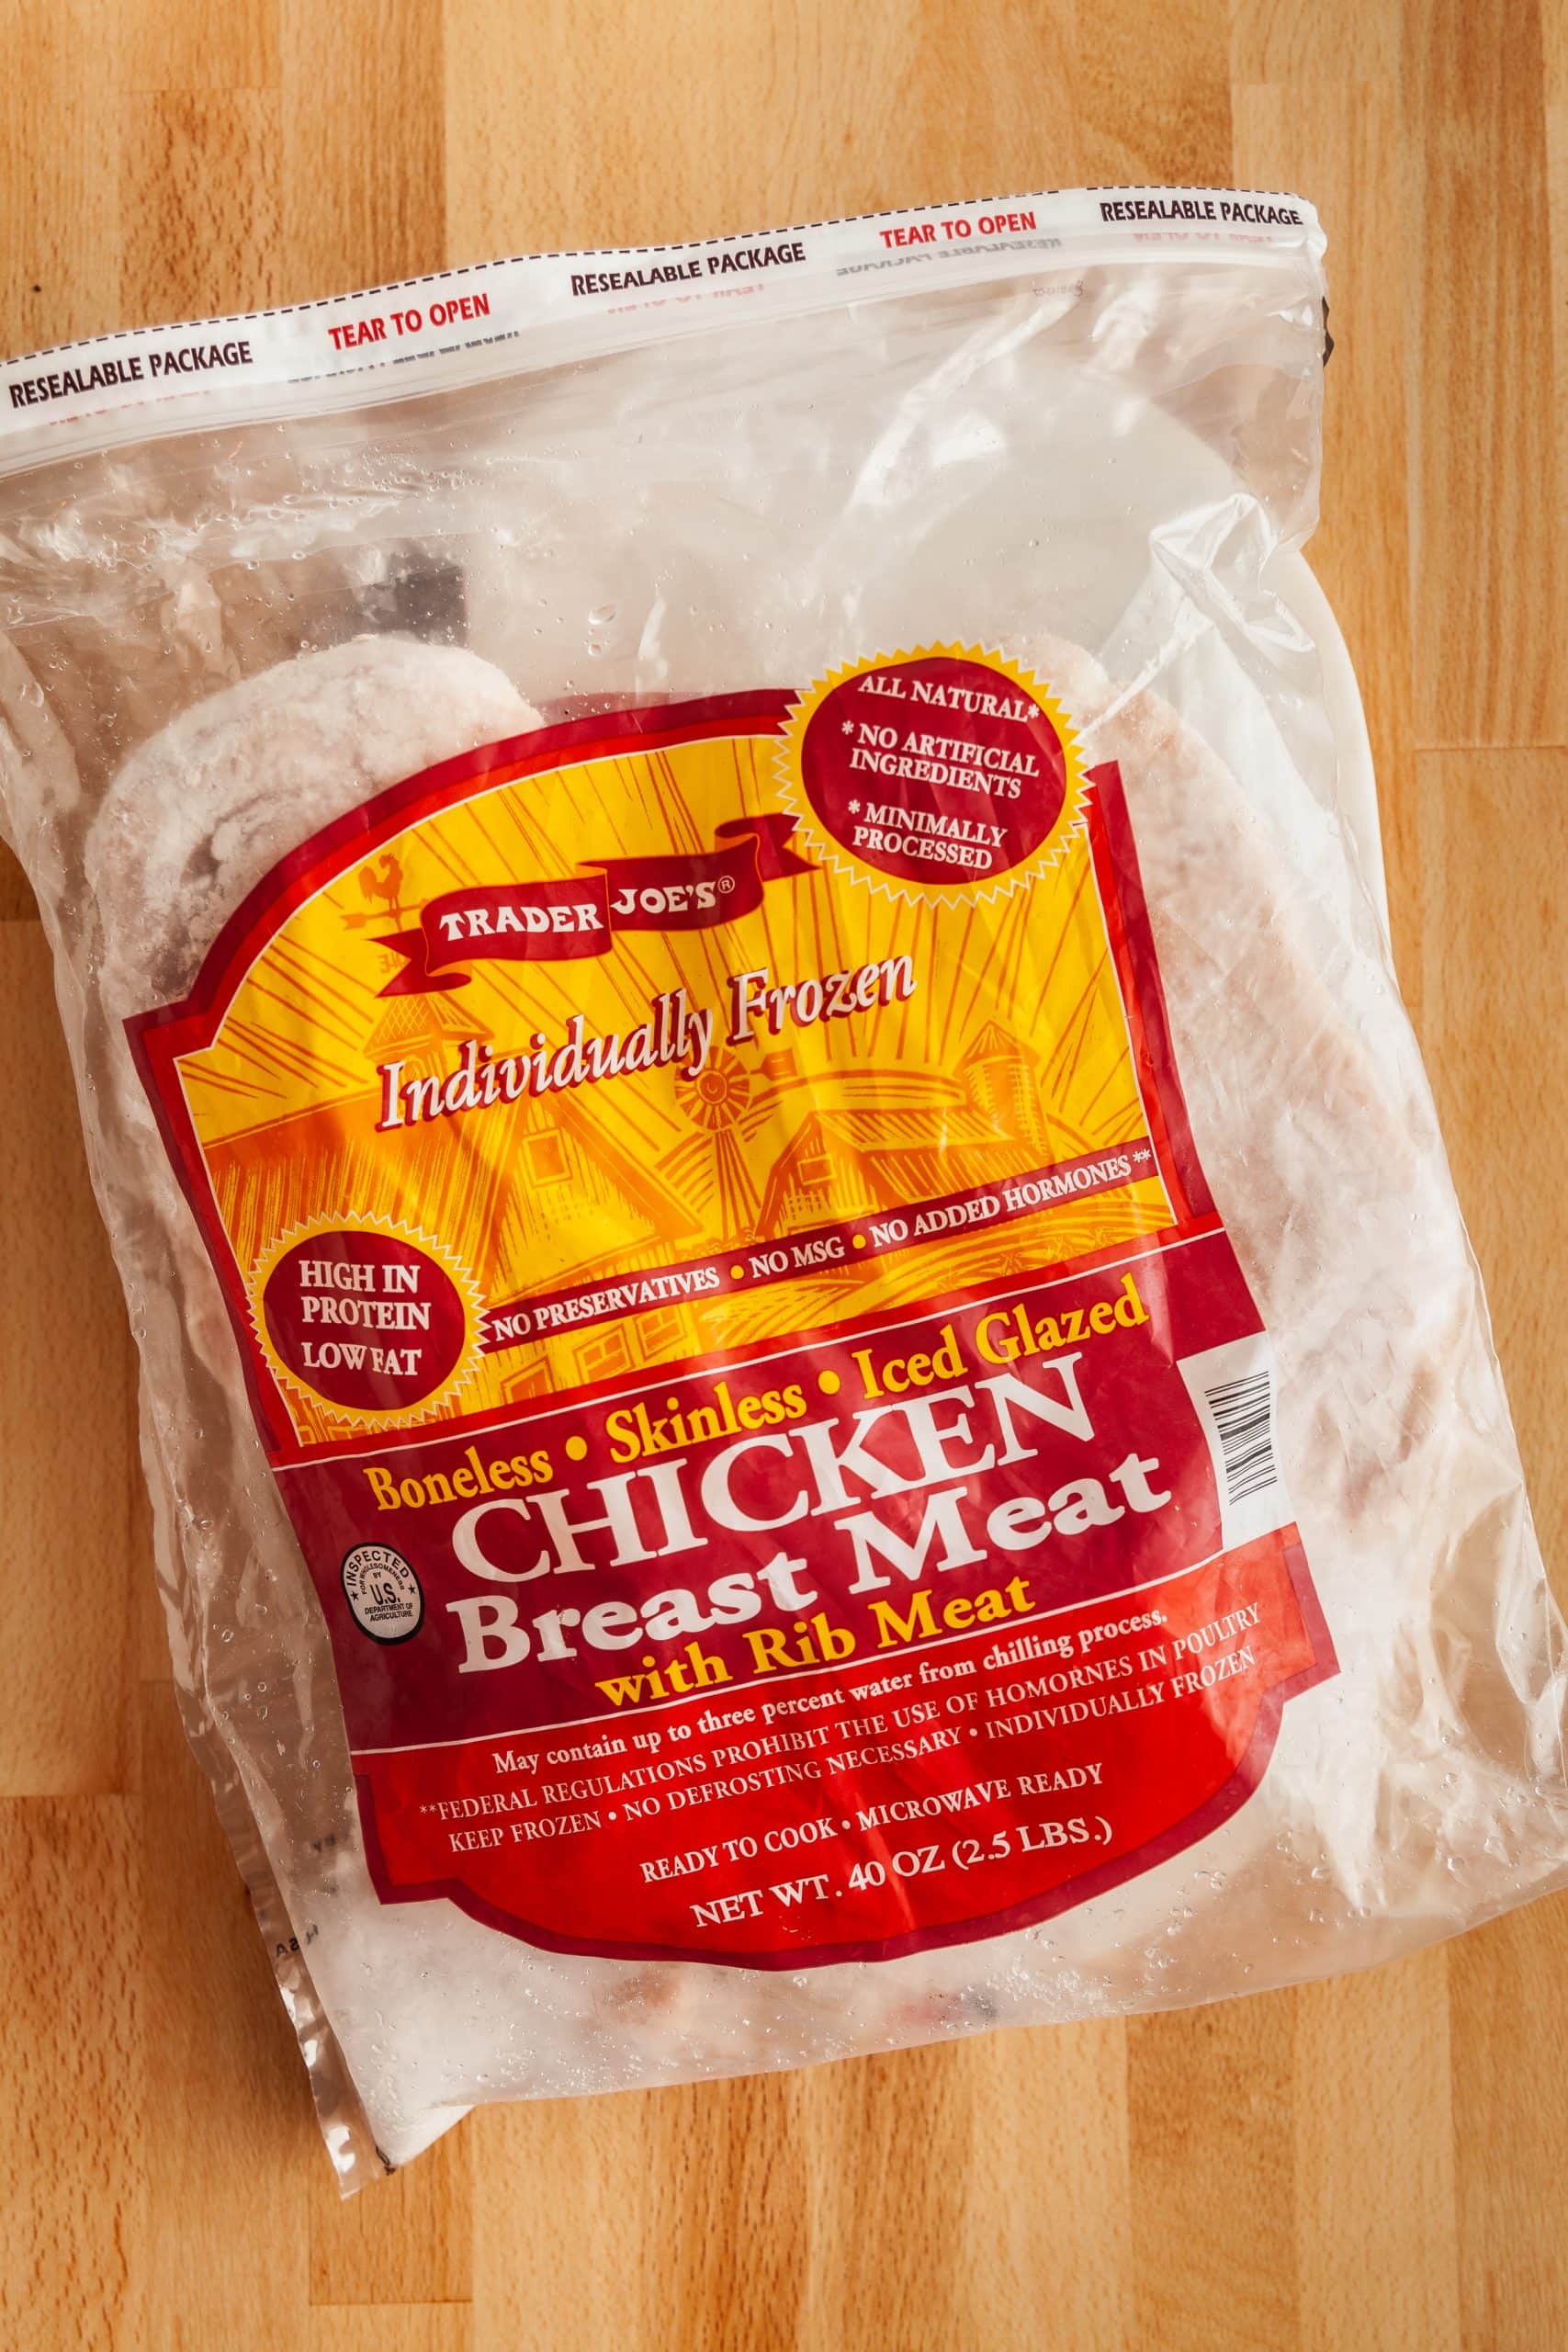 RESEALABLE PACKAGE TEAR TO OPEN RESEALABLE PACKAGE TEAR TO OPEN RESEALABLE PACKAGE
ALL NATURAL*
* NO ARTIFICIAL
INGREDIENTS
* MINIMALLY
PROCESSED
TRADER JOE'S®
Individually Frozen
HIGH IN
PROTEIN
LOW FAT
NO PRESERVATIVES • NO MSG • NO ADDED HORMONES **
Boneless • Skinless • Iced Glazed
CHICKEN
Breast Meat
with Rib Meat
INSPECTED
FOR WHOLESOMENESS
BY
U.S.
DEPARTMENT OF
AGRICULTURE
May contain up to three percent water from chilling process.
**FEDERAL REGULATIONS PROHIBIT THE USE OF HOMORNES IN POULTRY
KEEP FROZEN • NO DEFROSTING NECESSARY • INDIVIDUALLY FROZEN
READY TO COOK • MICROWAVE READY
NET WT. 40 OZ (2.5 LBS.)